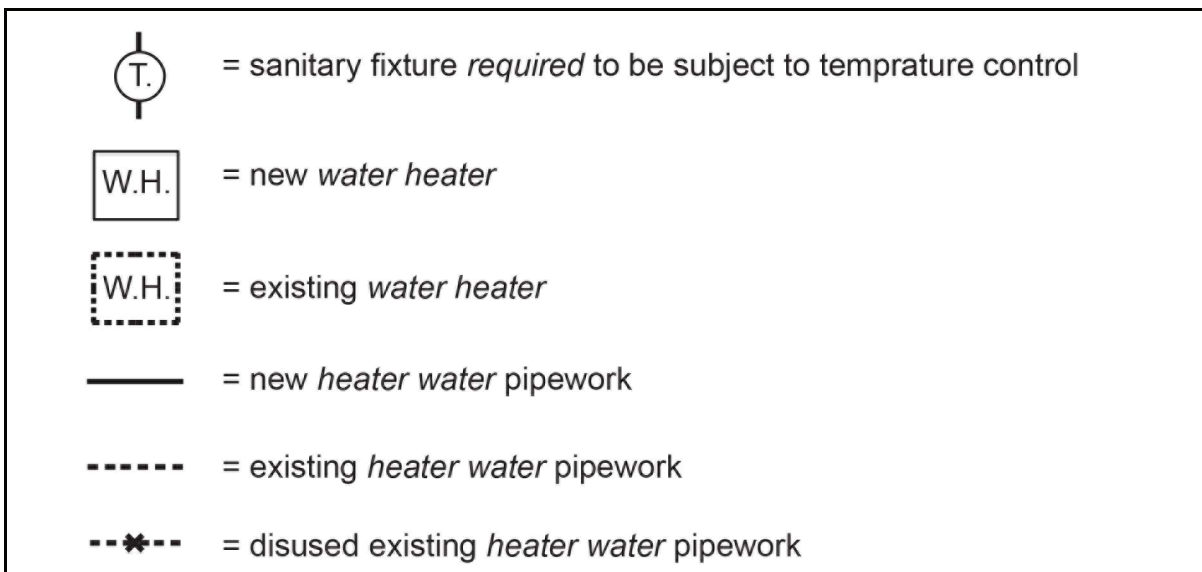 T. = sanitary fixture required to be subject to temprature control
W.H. = new water heater
W.H. = existing water heater
= new heater water pipework
= existing heater water pipework
= disused existing heater water pipework